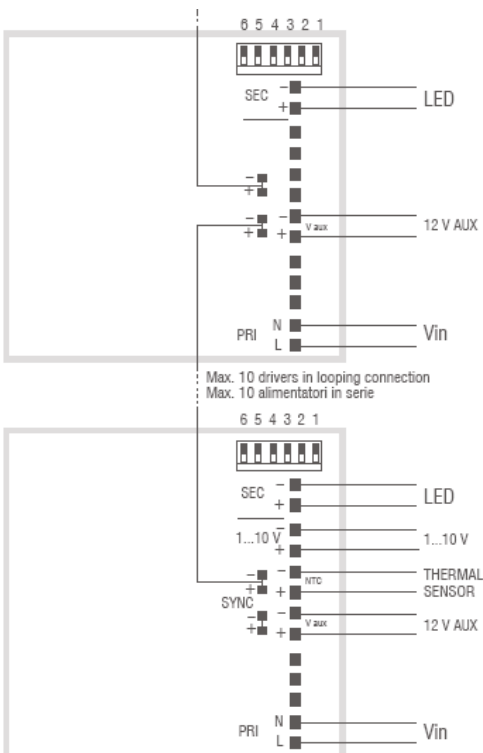 6 5 4 3 2 1
SEC
-
+
LED
-
+
-
+
-
+
V aux
12 V AUX
PRI
N
L
Vin
Max. 10 drivers in looping connection
Max. 10 alimentatori in serie
6 5 4 3 2 1
SEC
-
+
LED
1...10 V
-
+
1...10 V
-
+
SYNC
-
+
-
+
NTC
THERMAL
SENSOR
-
+
V aux
12 V AUX
PRI
N
L
Vin